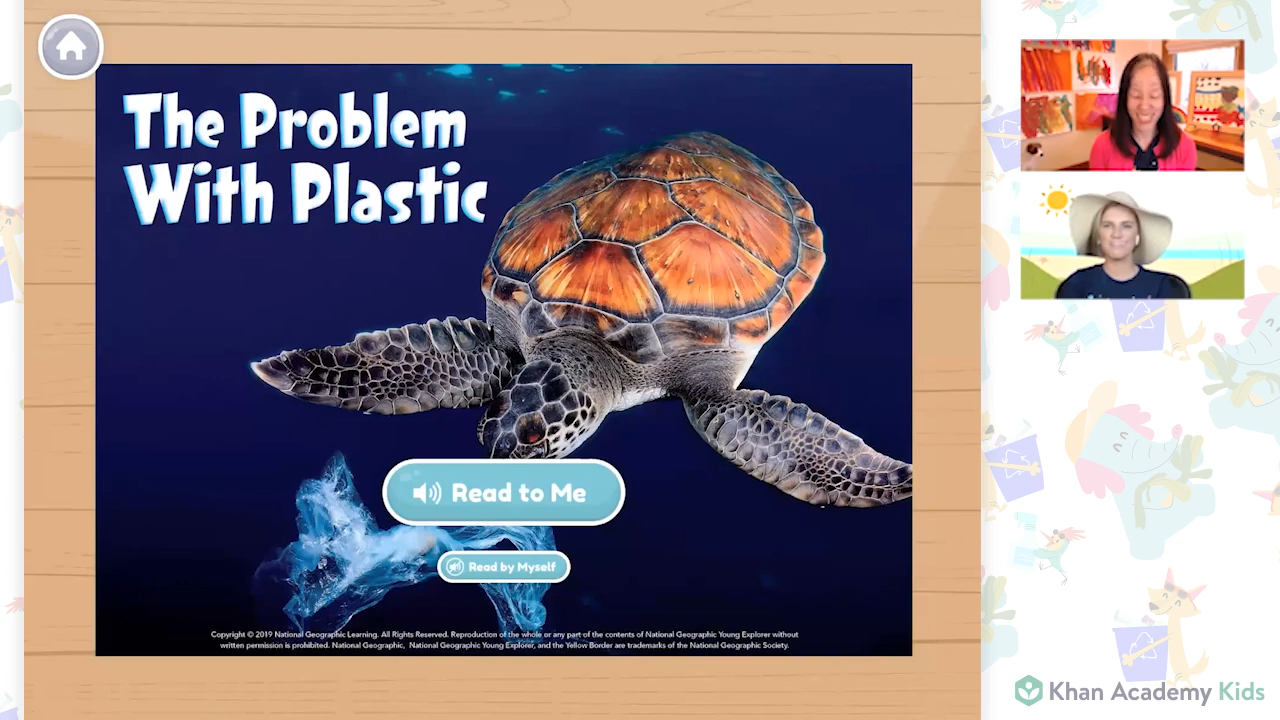 The Problem
With Plastic
Read to Me
Read by Myself
Copyright © 2019 National Geographic Learning. All Rights Reserved. Reproduction of the whole or any part of the contents of National Geographic Young Explorer without
written permission is prohibited. National Geographic, National Geographic Young Explorer, and the Yellow Border are trademarks of the National Geographic Society.
Khan Academy Kids